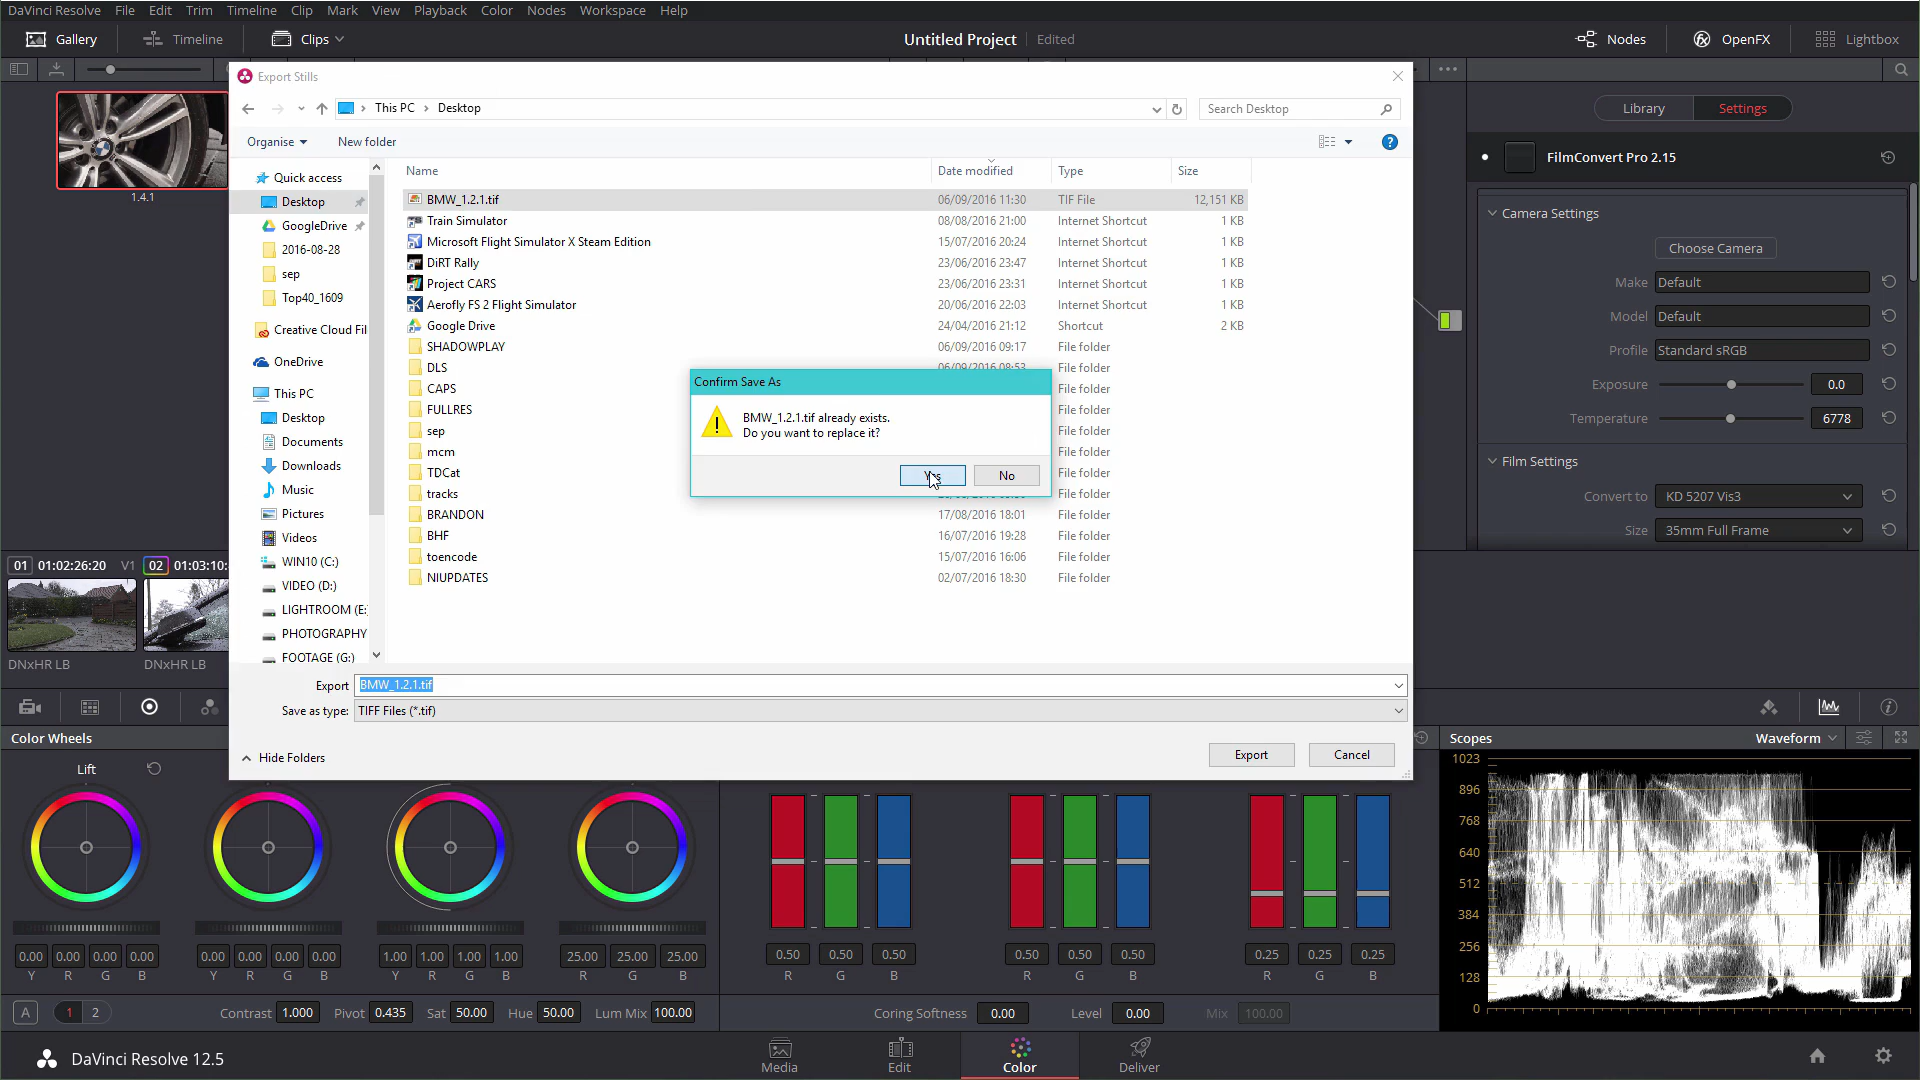 DaVinci Resolve File Edit Trim Timeline Clip Mark View Playback Color Nodes Workspace Help
Gallery Timeline Clips Untitled Project Edited Nodes OpenFX Lightbox
Export Stills
This PC Desktop Search Desktop
Organise New folder
Name Date modified Type Size
BMW_1.2.1.tif 06/09/2016 11:30 TIF File 12,151 KB
Train Simulator 08/08/2016 21:00 Internet Shortcut 1 KB
Microsoft Flight Simulator X Steam Edition 15/07/2016 20:24 Internet Shortcut 1 KB
DiRT Rally 23/06/2016 23:47 Internet Shortcut 1 KB
Project CARS 23/06/2016 23:31 Internet Shortcut 1 KB
Aerofly FS 2 Flight Simulator 20/06/2016 22:03 Internet Shortcut 1 KB
Google Drive 24/04/2016 21:12 Shortcut 2 KB
SHADOWPLAY 06/09/2016 09:17 File folder
DLS 06/09/2016 08:53 File folder
CAPS File folder
FULLRES File folder
sep File folder
mcm File folder
TDCat File folder
tracks File folder
BRANDON 17/08/2016 18:01 File folder
BHF 16/07/2016 19:28 File folder
toencode 15/07/2016 16:06 File folder
NIUPDATES 02/07/2016 18:30 File folder
Quick access
Desktop
GoogleDrive
2016-08-28
sep
Top40_1609
Creative Cloud Fil
OneDrive
This PC
Desktop
Documents
Downloads
Music
Pictures
Videos
WIN10 (C:)
VIDEO (D:)
LIGHTROOM (E:
PHOTOGRAPHY
FOOTAGE (G:)
Confirm Save As
BMW_1.2.1.tif already exists.
Do you want to replace it?
Yes No
Export BMW_1.2.1.tif
Save as type: TIFF Files (*.tif)
Hide Folders Export Cancel
1.4.1
Library Settings
FilmConvert Pro 2.15
Camera Settings
Choose Camera
Make Default
Model Default
Profile Standard sRGB
Exposure 0.0
Temperature 6778
Film Settings
Convert to KD 5207 Vis3
Size 35mm Full Frame
01 01:02:26:20 V1 02 01:03:10:
DNxHR LB DNxHR LB
Color Wheels
Lift
0.00 0.00 0.00 0.00 0.00 0.00 0.00 0.00 1.00 1.00 1.00 1.00 25.00 25.00 25.00
Y R G B Y R G B Y R G B R G B
0.50 0.50 0.50 0.50 0.50 0.50 0.25 0.25 0.25
R G B R G B R G B
A 1 2 Contrast 1.000 Pivot 0.435 Sat 50.00 Hue 50.00 Lum Mix 100.00
Coring Softness 0.00 Level 0.00 Mix 100.00
Scopes Waveform
1023
896
768
640
512
384
256
128
0
DaVinci Resolve 12.5 Media Edit Color Deliver